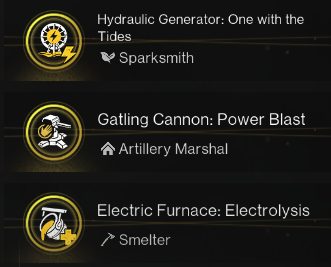 Hydraulic Generator: One with the
Tides
Sparksmith
Gatling Cannon: Power Blast
Artillery Marshal
Electric Furnace: Electrolysis
Smelter